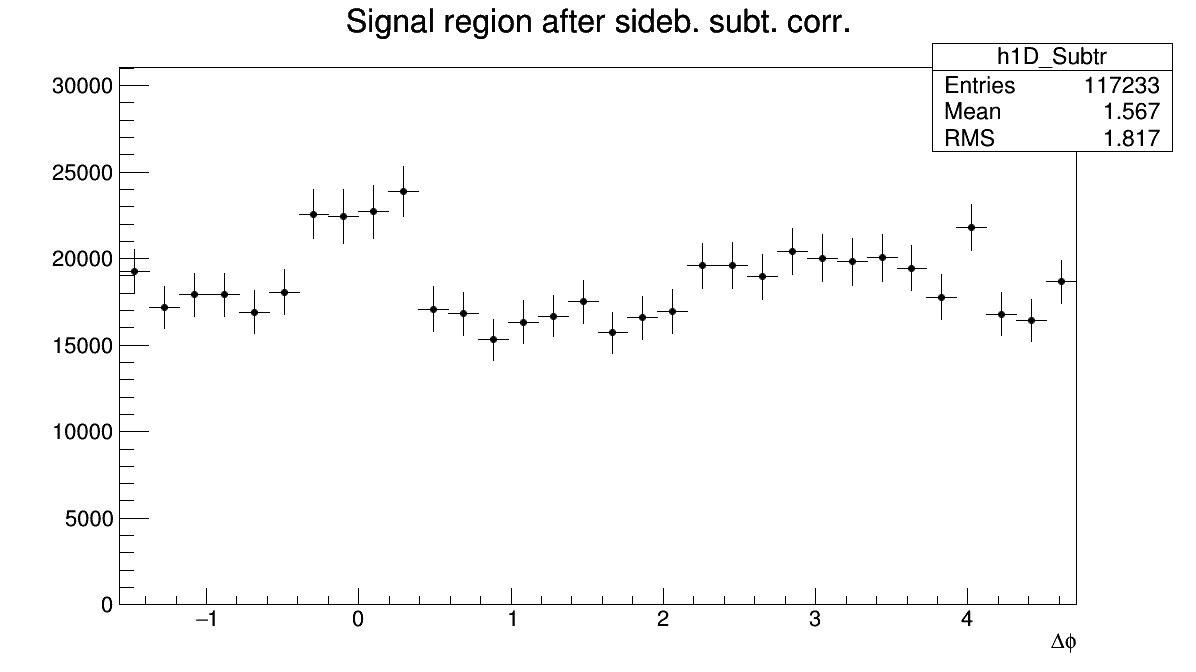 Signal region after sideb. subt. corr.
h1D_Subtr
Entries 117233
Mean 1.567
RMS 1.817
30000
25000
20000
15000
10000
5000
0
−1 0 1 2 3 4
Δϕ